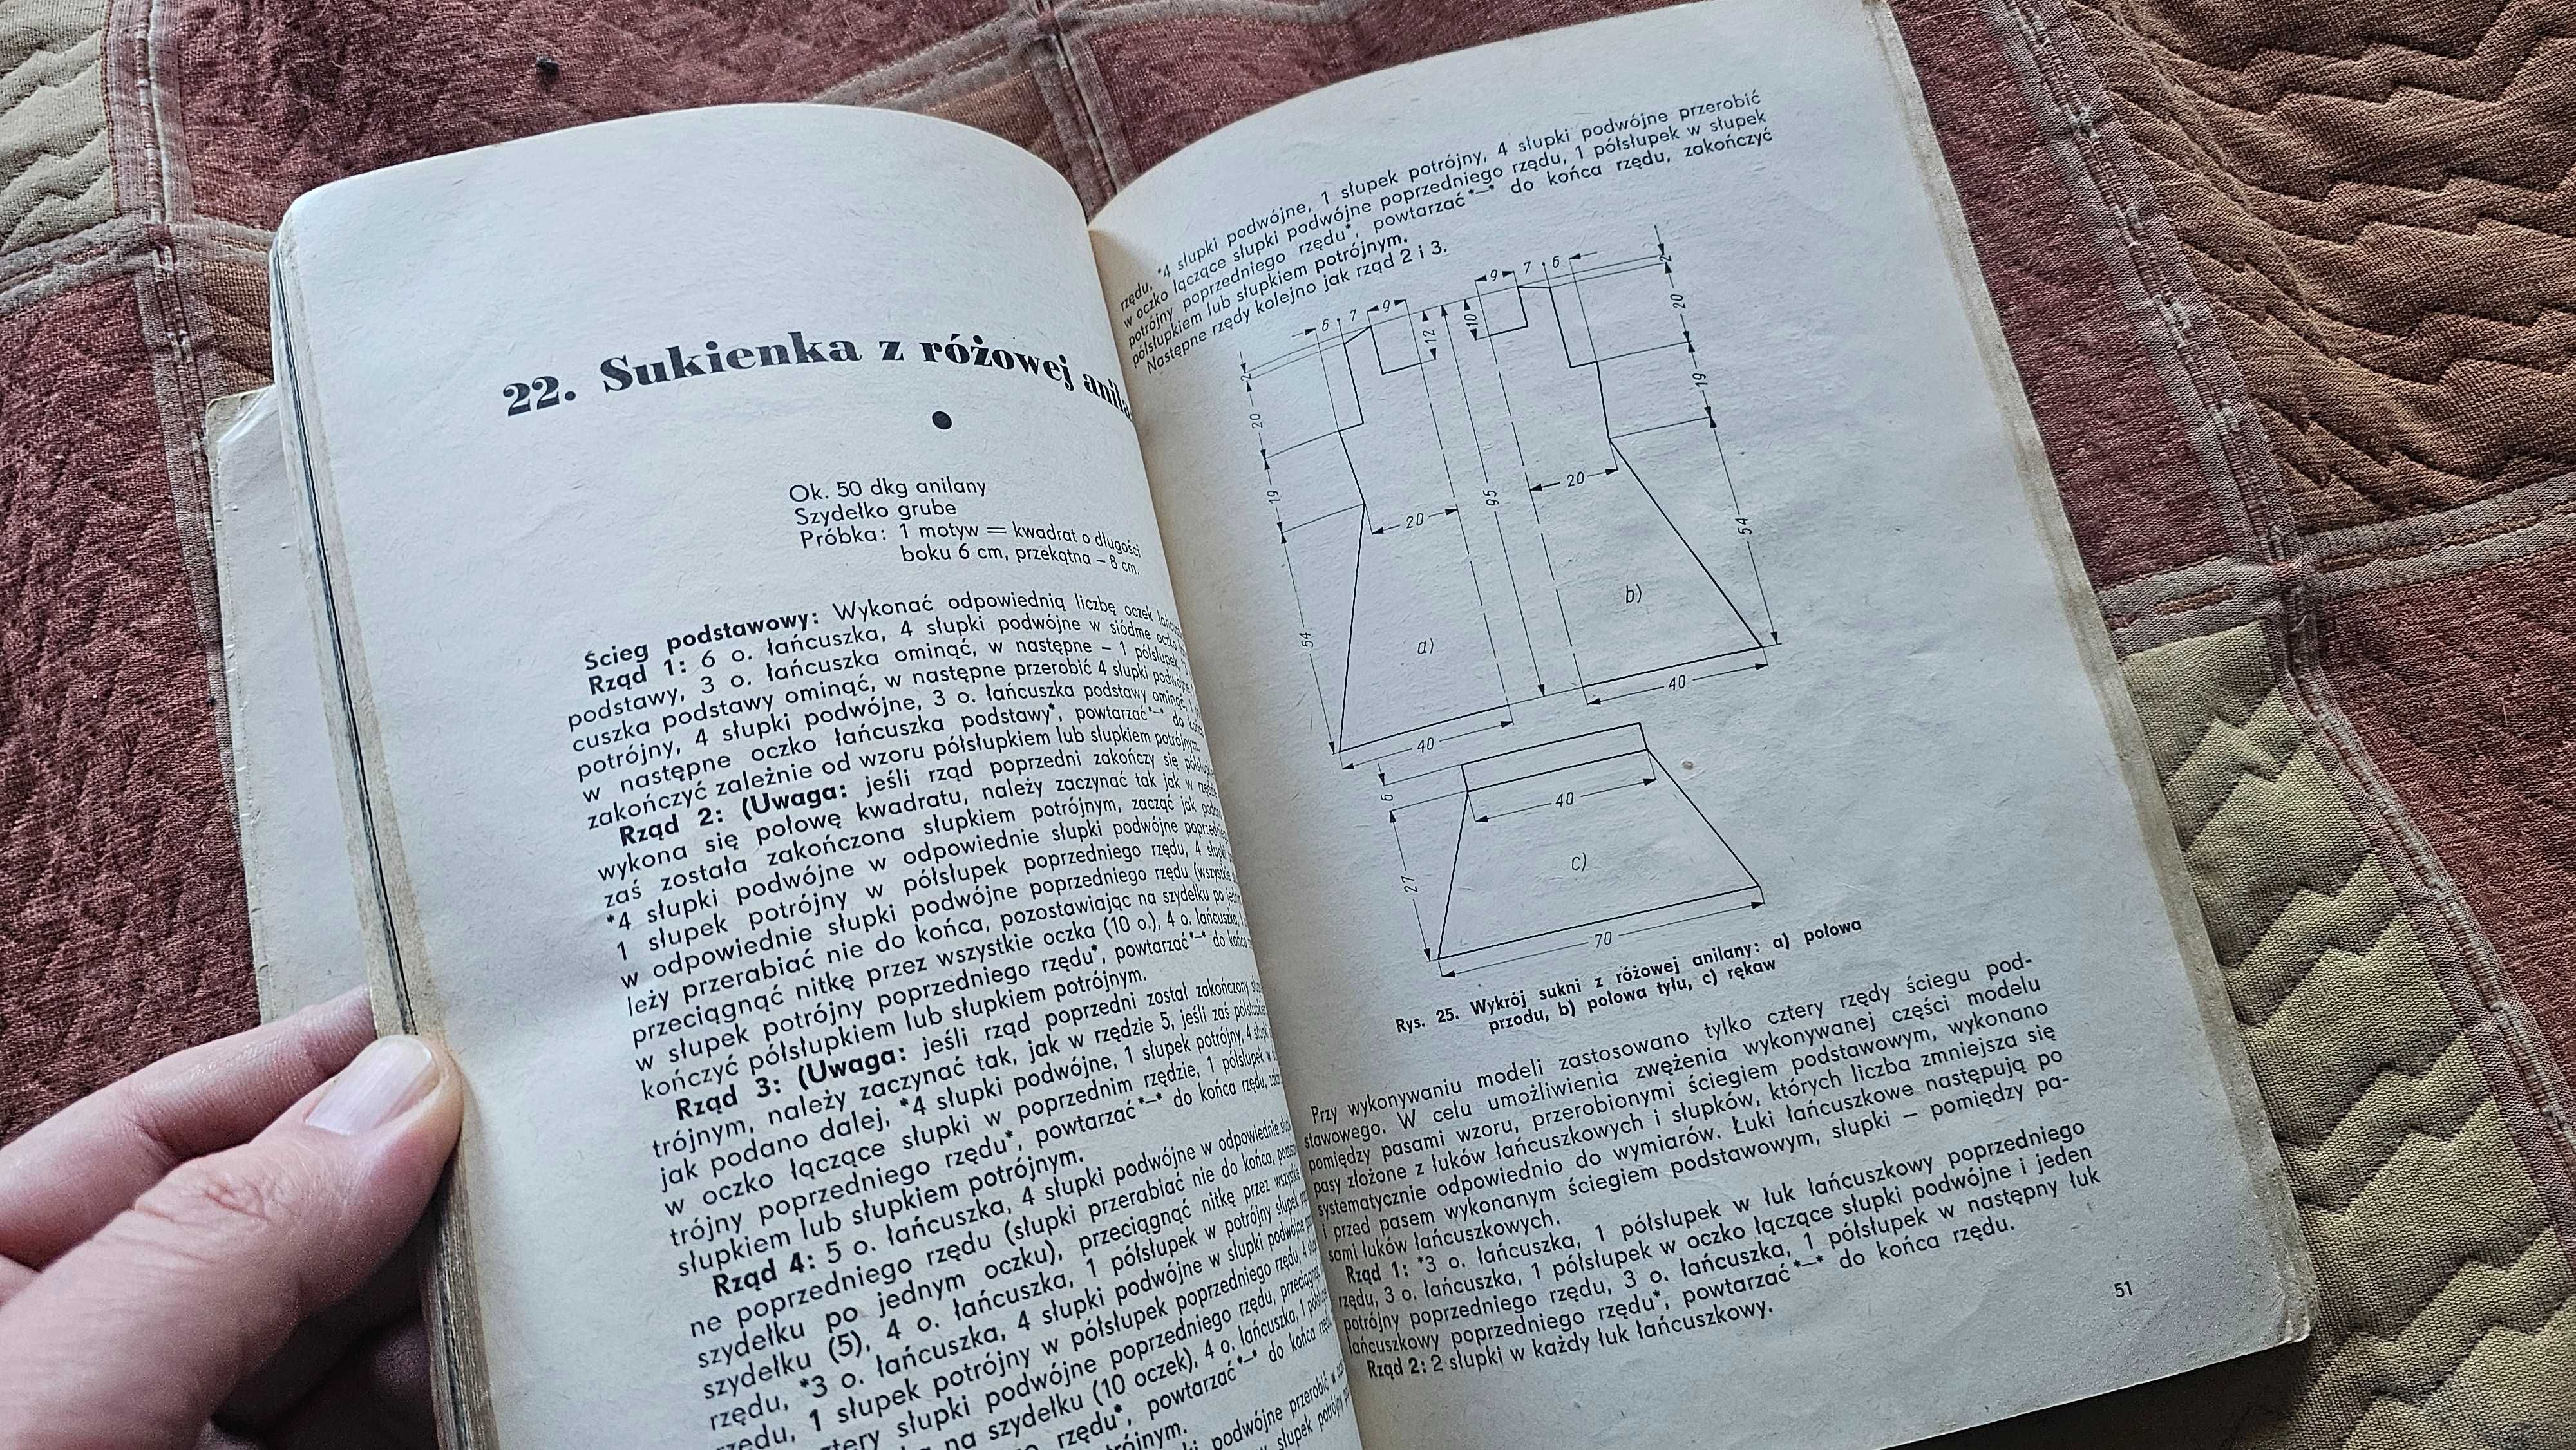 22. Sukienka z różowej
Ok. 50 dkg anilany
Szydełko grube
Próbka: 1 motyw = kwadrat o długości
boku 6 cm, przekątna – 8 cm.
Ścieg podstawowy: Wykonać odpowiednią liczbę oczek
Rząd 1: 6 o. łańcuszka, 4 słupki podwójne w siódme oczko
podstawy, 3 o. łańcuszka ominąć, w następne – 1 półsłupek,
cuszka podstawy ominąć, w następne przerobić 4 słupki podwójne,
potrójny, 4 słupki podwójne, 3 o. łańcuszka podstawy ominąć,
w następne oczko łańcuszka podstawy*, powtarzać *–* do końca
zakończyć zależnie od wzoru półsłupkiem lub słupkiem potrójnym.
Rząd 2: (Uwaga: jeśli rząd poprzedni zakończy się
wykona się połowę kwadratu, należy zaczynać tak jak w
zaś została zakończona słupkiem potrójnym, zacząć jak
*4 słupki podwójne w odpowiednie słupki podwójne
1 słupek potrójny w półsłupek poprzedniego rzędu, 4
w odpowiednie słupki podwójne poprzedniego rzędu (wszystkie
leży przerabiać nie do końca, pozostawiając na szydełku po
przeciągnąć nitkę przez wszystkie oczka (10 o.), 4 o. łańcuszka,
w słupek potrójny poprzedniego rzędu*, powtarzać *–* do końca
kończyć półsłupkiem lub słupkiem potrójnym.
Rząd 3: (Uwaga: jeśli rząd poprzedni został zakończony
trójnym, należy zaczynać tak, jak w rzędzie 5, jeśli zaś
jak podano dalej, *4 słupki podwójne, 1 słupek potrójny, 4
w oczko łączące słupki w poprzednim rzędzie, 1 półsłupek w
trójny poprzedniego rzędu*, powtarzać *–* do końca rzędu,
słupkiem lub słupkiem potrójnym.
Rząd 4: 5 o. łańcuszka, 4 słupki podwójne w odpowiednie
ne poprzedniego rzędu (słupki przerabiać nie do końca,
szydełku po jednym oczku), przeciągnąć nitkę przez wszystkie
szydełku (5), 4 o. łańcuszka, 1 półsłupek w potrójny słupek
rzędu, *3 o. łańcuszka, 4 słupki podwójne w słupki podwójne
rzędu, 1 słupek potrójny w półsłupek poprzedniego rzędu, 4
słupki podwójne poprzedniego rzędu,
na szydełku (10 oczek), 4 o. łańcuszka, 1
rzędu*, powtarzać *–* do końca
podwójne przerobić w
słupek potrójny
rzędu, *4 słupki podwójne, 1 słupek potrójny, 4 słupki podwójne przerobić
w oczko łączące słupki podwójne poprzedniego rzędu, 1 półsłupek w słupek
potrójny poprzedniego rzędu*, powtarzać *–* do końca rzędu, zakończyć
półsłupkiem lub słupkiem potrójnym.
Następne rzędy kolejno jak rząd 2 i 3.
9 7 6 2
6 7 9 12 10 20
2 20 19
19 20 95 20 54
54 a) b)
40 40
6 40
27 c)
70
Rys. 25. Wykrój sukni z różowej anilany: a) połowa
przodu, b) połowa tyłu, c) rękaw
Przy wykonywaniu modeli zastosowano tylko cztery rzędy ściegu pod-
stawowego. W celu umożliwienia zwężenia wykonywanej części modelu
pomiędzy pasami wzoru, przerobionymi ściegiem podstawowym, wykonano
pasy złożone z łuków łańcuszkowych i słupków, których liczba zmniejsza się
systematycznie odpowiednio do wymiarów. Łuki łańcuszkowe następują po
i przed pasem wykonanym ściegiem podstawowym, słupki – pomiędzy pa-
sami łuków łańcuszkowych.
Rząd 1: *3 o. łańcuszka, 1 półsłupek w łuk łańcuszkowy poprzedniego
rzędu, 3 o. łańcuszka, 1 półsłupek w oczko łączące słupki podwójne i jeden
potrójny poprzedniego rzędu, 3 o. łańcuszka, 1 półsłupek w następny łuk
łańcuszkowy poprzedniego rzędu*, powtarzać *–* do końca rzędu.
Rząd 2: 2 słupki w każdy łuk łańcuszkowy.
51